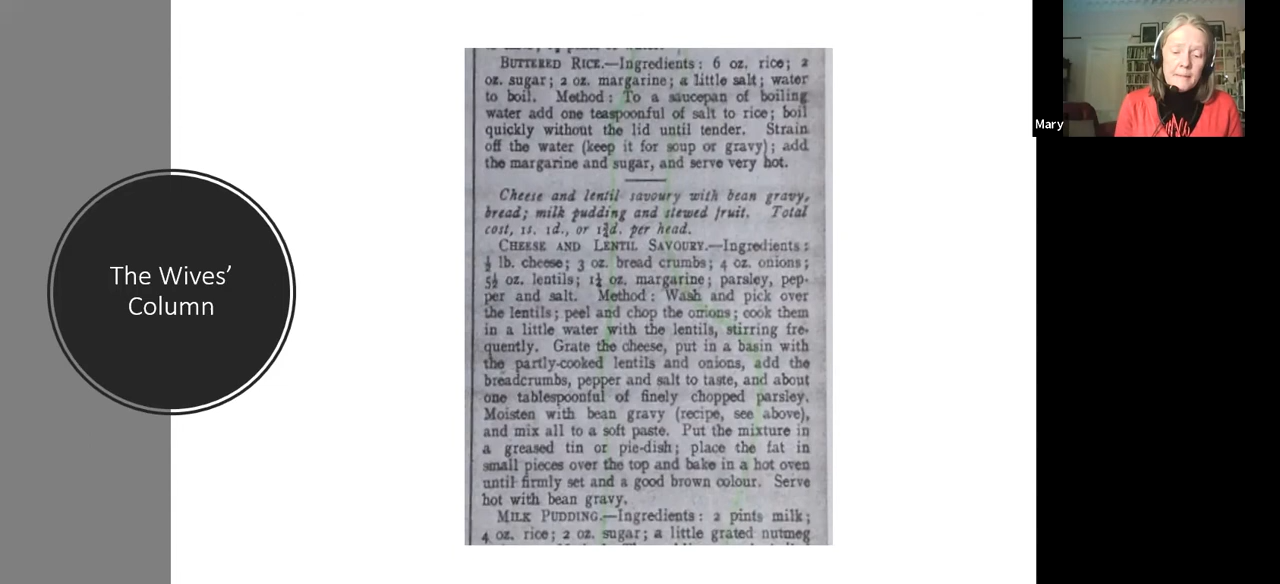 The Wives’
Column
BUTTERED RICE.—Ingredients: 6 oz. rice; 2
oz. sugar; 2 oz. margarine; a little salt; water
to boil. Method: To a saucepan of boiling
water add one teaspoonful of salt to rice; boil
quickly without the lid until tender. Strain
off the water (keep it for soup or gravy); add
the margarine and sugar, and serve very hot.
Cheese and lentil savoury with bean gravy,
bread; milk pudding and stewed fruit. Total
cost, 1s. 1d., or 1¾d. per head.
CHEESE AND LENTIL SAVOURY.—Ingredients:
½ lb. cheese; 3 oz. bread crumbs; 4 oz. onions;
5½ oz. lentils; 1½ oz. margarine; parsley, pep-
per and salt. Method: Wash and pick over
the lentils; peel and chop the onions; cook them
in a little water with the lentils, stirring fre-
quently. Grate the cheese, put in a basin with
the partly-cooked lentils and onions, add the
breadcrumbs, pepper and salt to taste, and about
one tablespoonful of finely chopped parsley.
Moisten with bean gravy (recipe, see above),
and mix all to a soft paste. Put the mixture in
a greased tin or pie-dish; place the fat in
small pieces over the top and bake in a hot oven
until firmly set and a good brown colour. Serve
hot with bean gravy.
MILK PUDDING.—Ingredients: 2 pints milk;
4 oz. rice; 2 oz. sugar; a little grated nutmeg
Mary